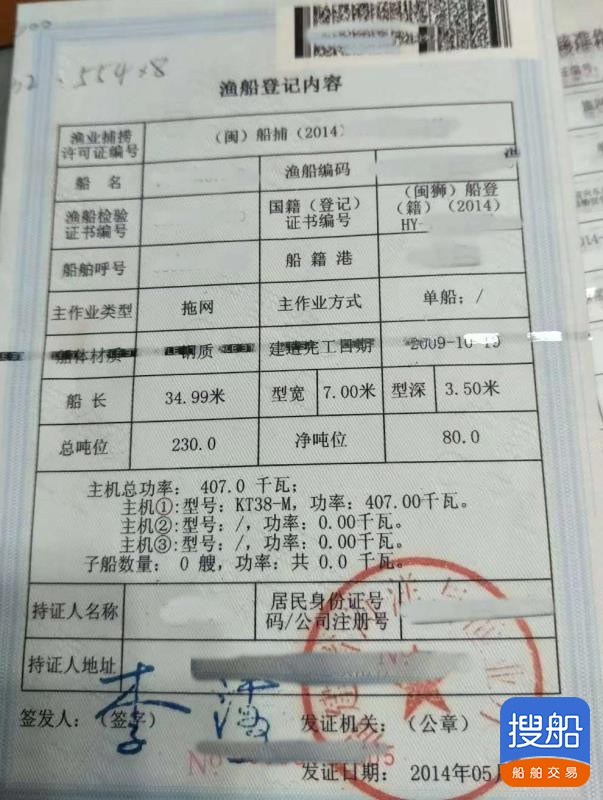 554×8
渔船登记内容
渔业捕捞许可证编号 (闽)船捕(2014)
船名 渔船编码
渔船检验证书编号 国籍(登记)证书编号 (闽狮)船登(籍)(2014)HY-
船舶呼号 船籍港
主作业类型 拖网 主作业方式 单船;/
船体材质 钢质 建造完工日期 2009-10-15
船长 34.99米 型宽 7.00米 型深 3.50米
总吨位 230.0 净吨位 80.0
主机总功率: 407.0 千瓦;
主机①:型号: KT38-M, 功率: 407.00千瓦。
主机②:型号: /, 功率: 0.00千瓦。
主机③:型号: /, 功率: 0.00千瓦。
子船数量: 0 艘, 功率: 共 0.0 千瓦。
持证人名称 居民身份证号码/公司注册号
持证人地址
签发人: (签字) 发证机关: (公章)
No 05
发证日期: 2014年05月
搜船
船舶交易